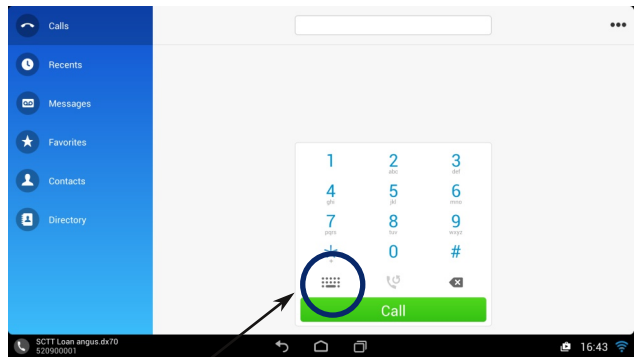 Calls
Recents
Messages
Favorites
Contacts
Directory
1 2 3
abc def
4 5 6
ghi jkl mno
7 8 9
pqrs tuv wxyz
* 0 #
+
Call
SCTT Loan angus.dx70
520900001
16:43